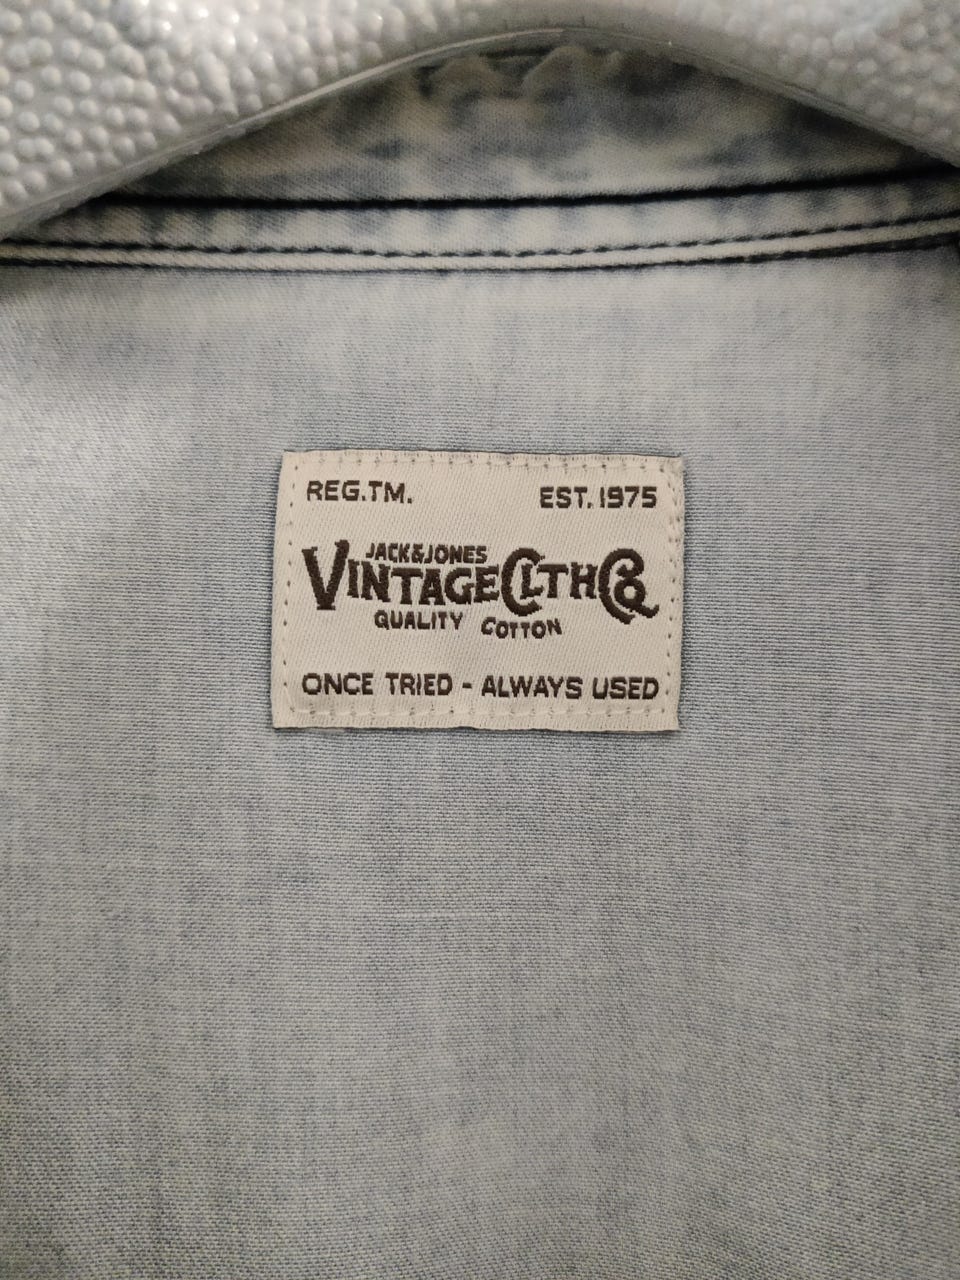 REG.TM. EST. 1975
JACK&JONES
VINTAGE CLTH CO
QUALITY COTTON
ONCE TRIED - ALWAYS USED